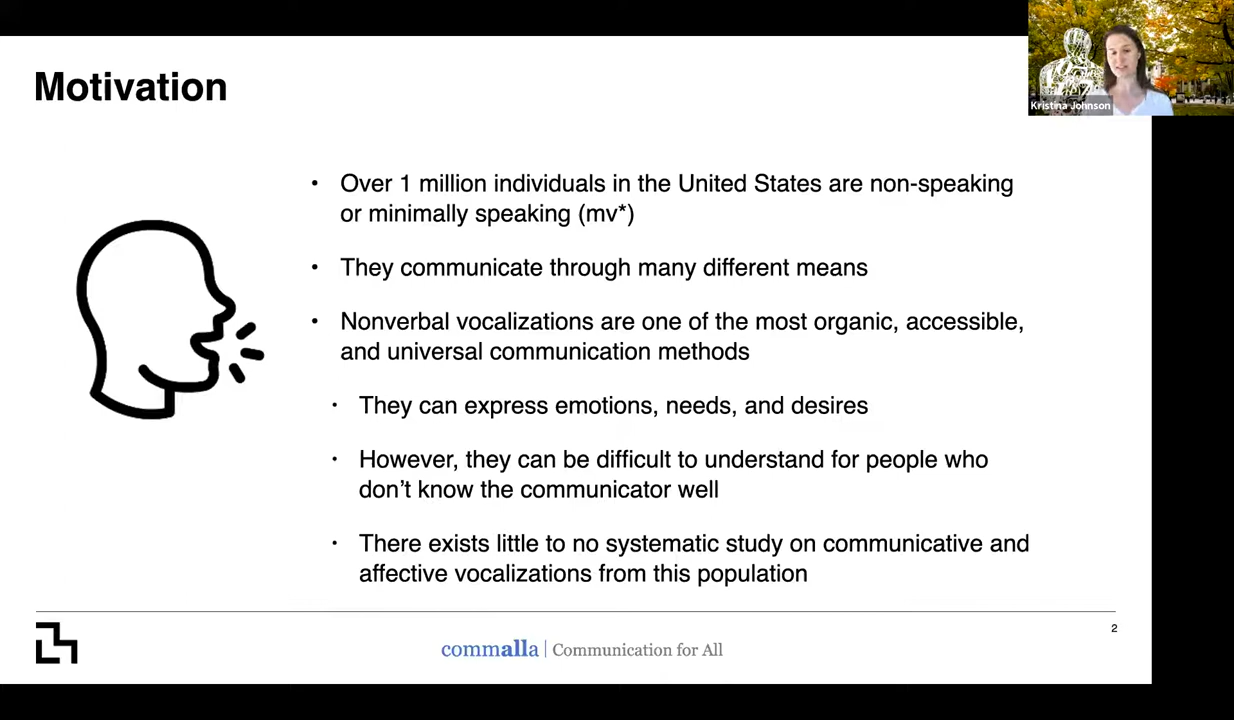 Motivation
Kristina Johnson
• Over 1 million individuals in the United States are non-speaking
or minimally speaking (mv*)
• They communicate through many different means
• Nonverbal vocalizations are one of the most organic, accessible,
and universal communication methods
• They can express emotions, needs, and desires
• However, they can be difficult to understand for people who
don’t know the communicator well
• There exists little to no systematic study on communicative and
affective vocalizations from this population
2
commalla | Communication for All